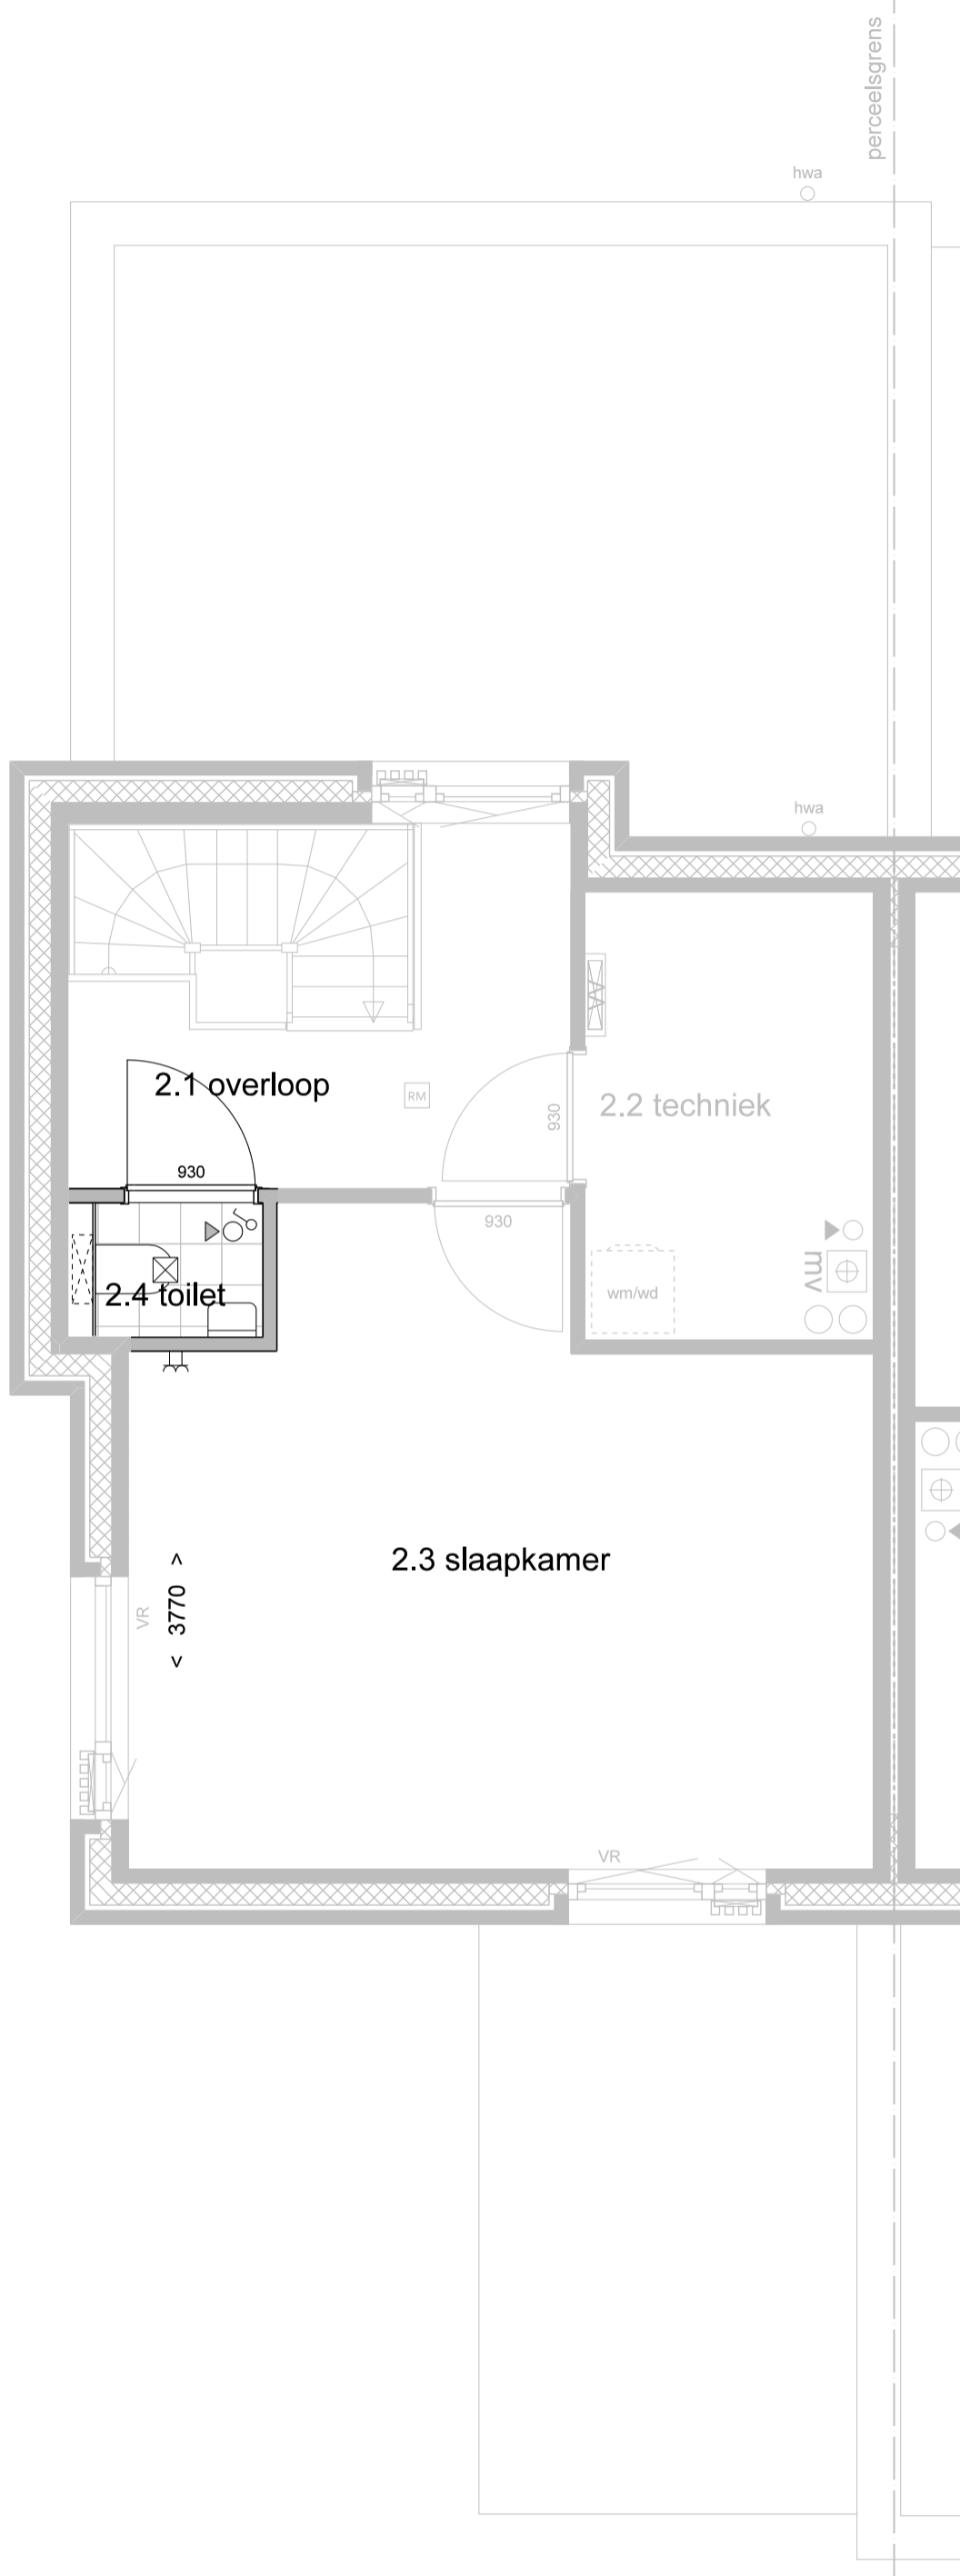 perceelsgrens
hwa
hwa
2.1 overloop
RM
930
2.2 techniek
930
930
mv
wm/wd
2.4 toilet
2.3 slaapkamer
VR
< 3770 >
VR